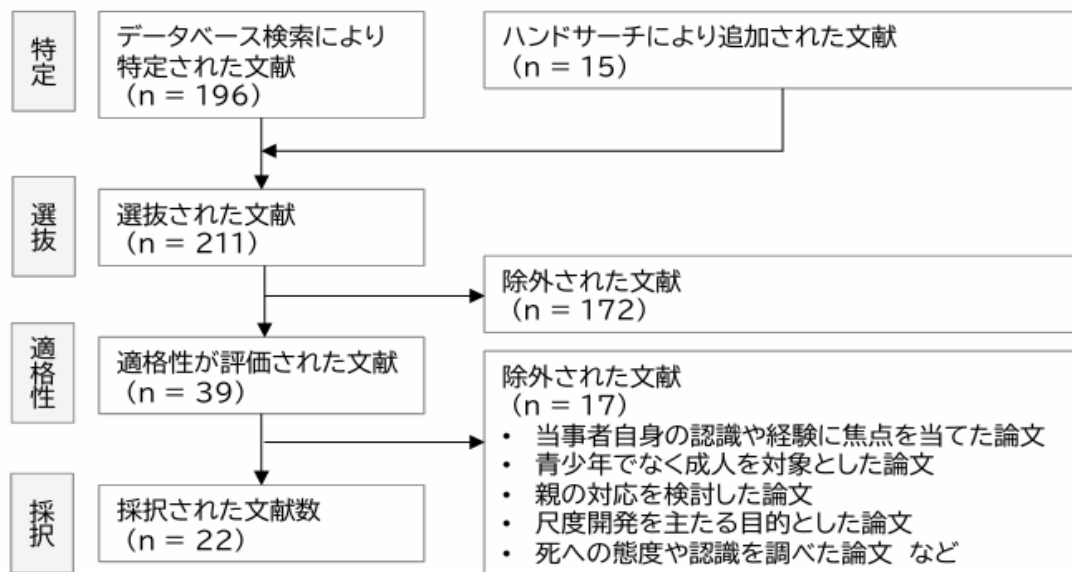 特定
データベース検索により
特定された文献
（n = 196）
ハンドサーチにより追加された文献
（n = 15）
選抜
選抜された文献
（n = 211）
除外された文献
（n = 172）
適格性
適格性が評価された文献
（n = 39）
除外された文献
（n = 17）
• 当事者自身の認識や経験に焦点を当てた論文
• 青少年でなく成人を対象とした論文
• 親の対応を検討した論文
• 尺度開発を主たる目的とした論文
• 死への態度や認識を調べた論文 など
採択
採択された文献数
（n = 22）